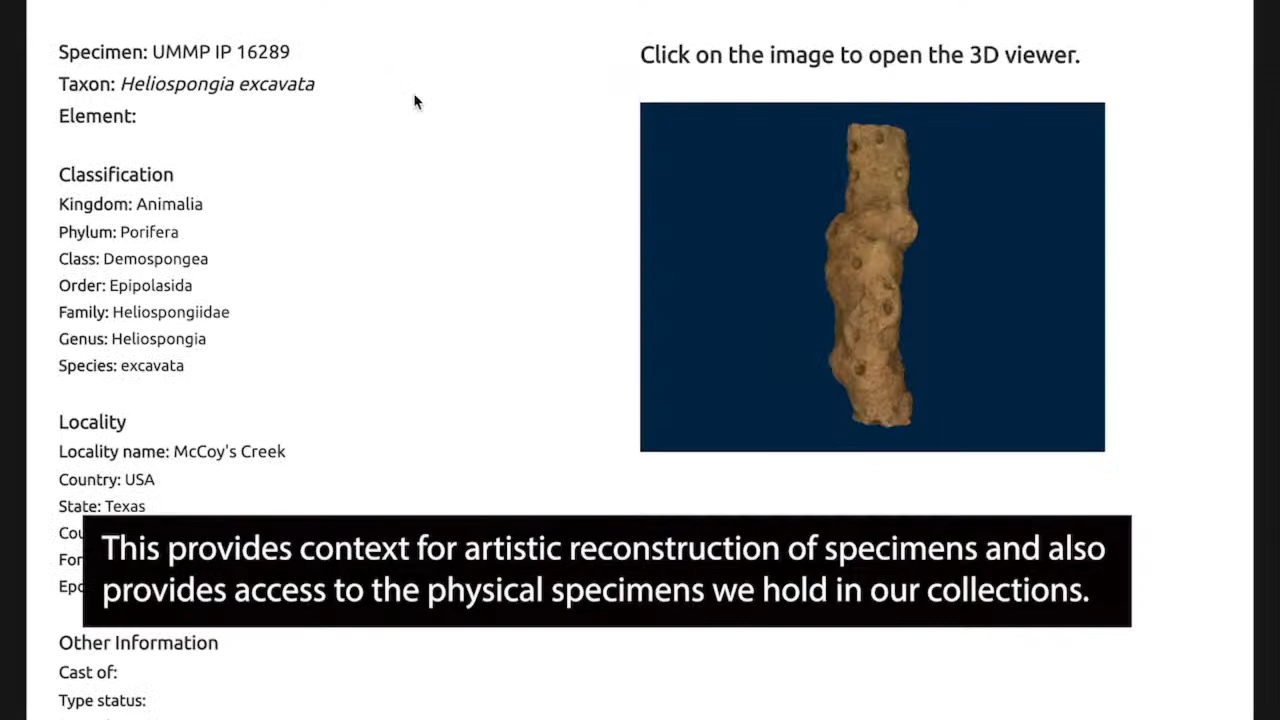 Specimen: UMMP IP 16289
Taxon: Heliospongia excavata
Element:
Click on the image to open the 3D viewer.
Classification
Kingdom: Animalia
Phylum: Porifera
Class: Demospongea
Order: Epipolasida
Family: Heliospongiidae
Genus: Heliospongia
Species: excavata
Locality
Locality name: McCoy's Creek
Country: USA
State: Texas
This provides context for artistic reconstruction of specimens and also
provides access to the physical specimens we hold in our collections.
Other Information
Cast of:
Type status: